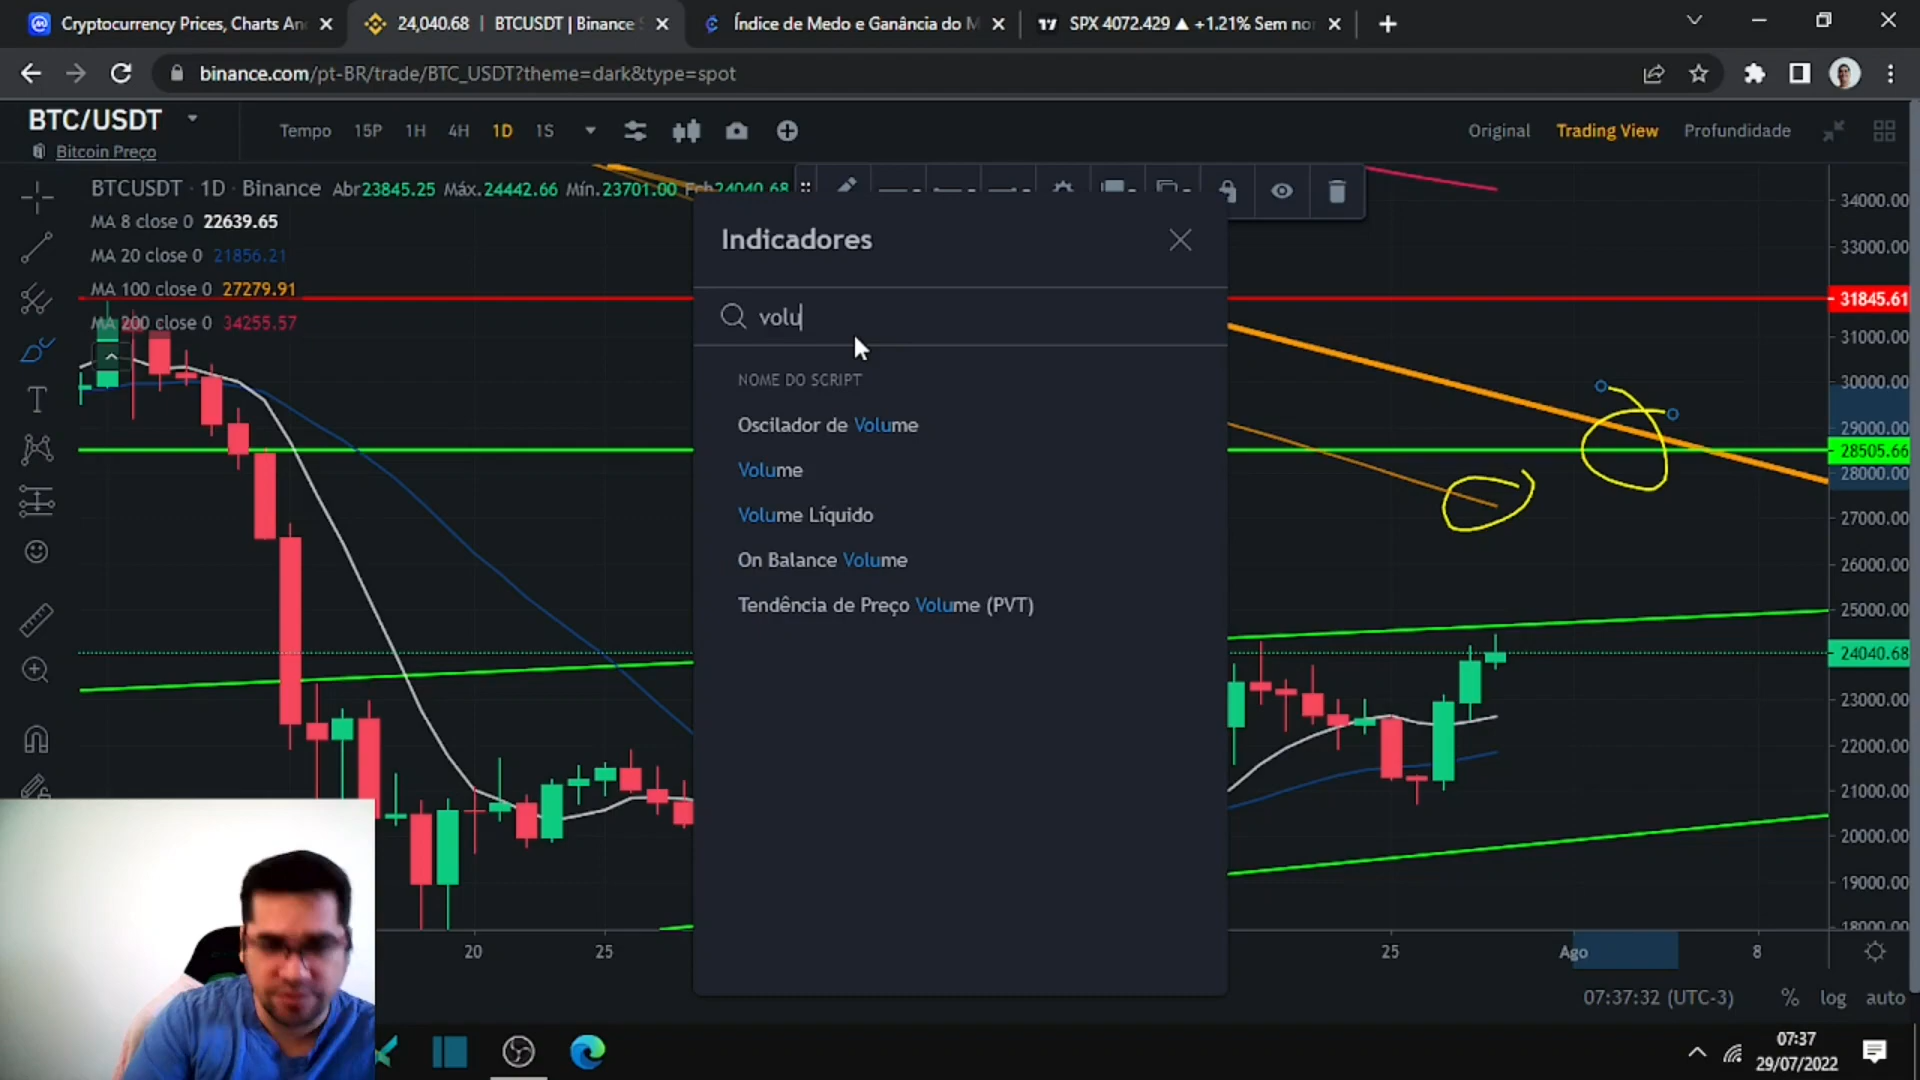 Cryptocurrency Prices, Charts An
24,040.68 | BTCUSDT | Binance S
Índice de Medo e Ganância do M
SPX 4072.429 ▲ +1.21% Sem no
binance.com/pt-BR/trade/BTC_USDT?theme=dark&type=spot
BTC/USDT
Bitcoin Preço
Tempo 15P 1H 4H 1D 1S
Original Trading View Profundidade
BTCUSDT · 1D · Binance Abr23845.25 Máx.24442.66 Mín.23701.00 Fch24040.68
MA 8 close 0 22639.65
MA 20 close 0 21856.21
MA 100 close 0 27279.91
MA 200 close 0 34255.57
Indicadores
volu
NOME DO SCRIPT
Oscilador de Volume
Volume
Volume Líquido
On Balance Volume
Tendência de Preço Volume (PVT)
34000.00
33000.00
31845.61
31000.00
30000.00
29000.00
28505.66
28000.00
27000.00
26000.00
25000.00
24040.68
23000.00
22000.00
21000.00
20000.00
19000.00
18000.00
20 25 25 Ago 8
07:37:32 (UTC-3) % log auto
07:37
29/07/2022